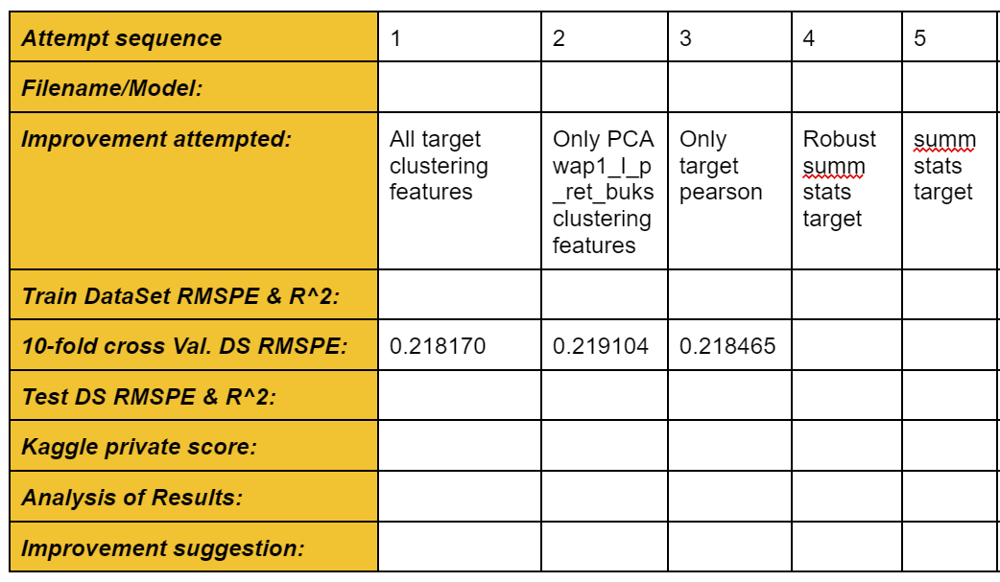 Attempt sequence 1 2 3 4 5
Filename/Model:
Improvement attempted: All target Only PCA Only Robust summ
clustering wap1_l_p target summ stats
features _ret_buks pearson stats target
clustering target
features
Train DataSet RMSPE & R^2:
10-fold cross Val. DS RMSPE: 0.218170 0.219104 0.218465
Test DS RMSPE & R^2:
Kaggle private score:
Analysis of Results:
Improvement suggestion: